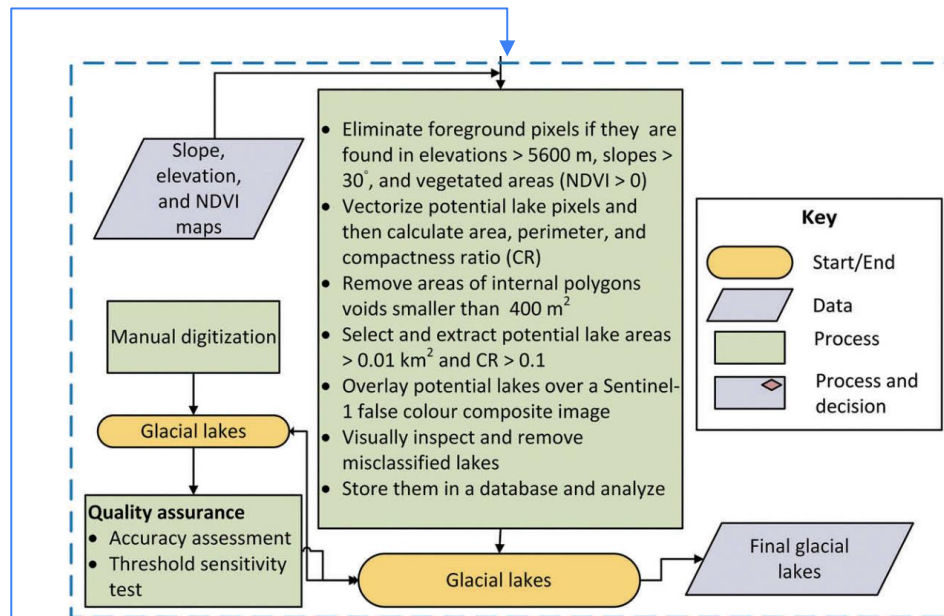 Slope,
elevation,
and NDVI
maps
• Eliminate foreground pixels if they are
found in elevations > 5600 m, slopes >
30°, and vegetated areas (NDVI > 0)
• Vectorize potential lake pixels and
then calculate area, perimeter, and
compactness ratio (CR)
• Remove areas of internal polygons
voids smaller than 400 m²
• Select and extract potential lake areas
> 0.01 km² and CR > 0.1
• Overlay potential lakes over a Sentinel-
1 false colour composite image
• Visually inspect and remove
misclassified lakes
• Store them in a database and analyze
Key
Start/End
Data
Process
Process and
decision
Manual digitization
Glacial lakes
Quality assurance
• Accuracy assessment
• Threshold sensitivity
test
Glacial lakes
Final glacial
lakes